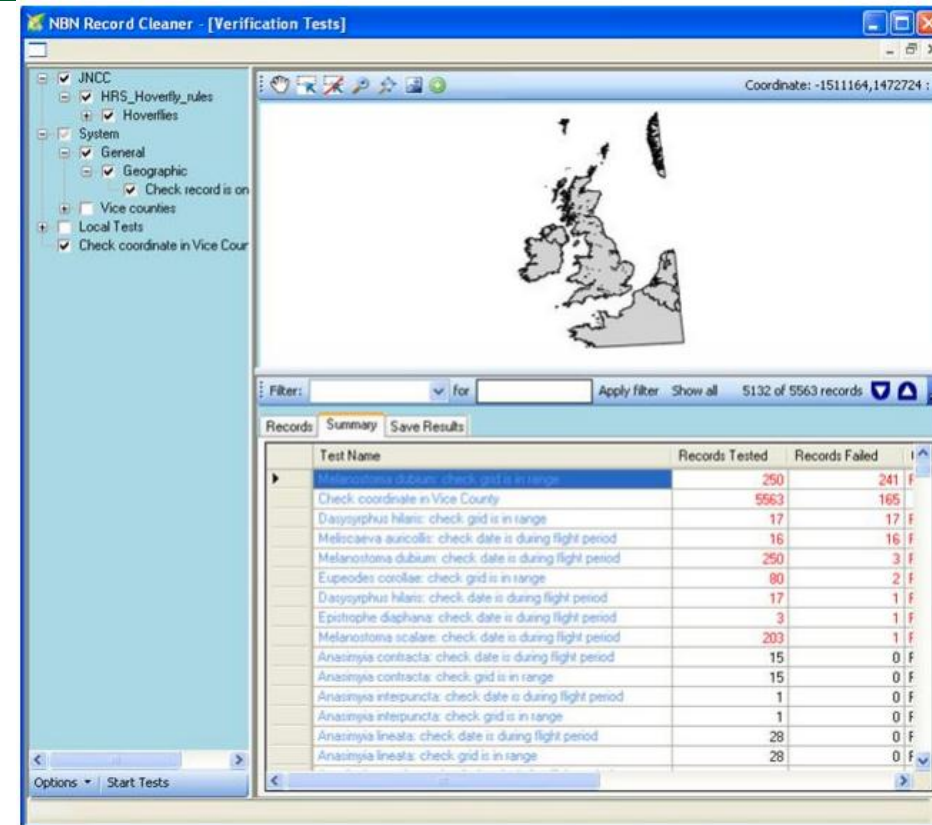 NBN Record Cleaner - [Verification Tests]
JNCC
HRS_Hoverfly_rules
Hoverflies
System
General
Geographic
Check record is on
Vice counties
Local Tests
Check coordinate in Vice Cour
Options
Start Tests
Coordinate: -1511164,1472724 :
Filter: for Apply filter Show all 5132 of 5563 records
Records Summary Save Results
Test Name Records Tested Records Failed
Melanostoma dubium: check grid is in range 250 241 F
Check coordinate in Vice County 5563 165
Dasysyrphus hilaris: check grid is in range 17 17 F
Meliscaeva auricollis: check date is during flight period 16 16 F
Melanostoma dubium: check date is during flight period 250 3 F
Eupeodes corollae: check grid is in range 80 2 F
Dasysyrphus hilaris: check date is during flight period 17 1 F
Epistrophe diaphana: check date is during flight period 3 1 F
Melanostoma scalare: check date is during flight period 203 1 F
Anasimyia contracta: check date is during flight period 15 0 F
Anasimyia contracta: check grid is in range 15 0 F
Anasimyia interpuncta: check date is during flight period 1 0 F
Anasimyia interpuncta: check grid is in range 1 0 F
Anasimyia lineata: check date is during flight period 28 0 F
Anasimyia lineata: check grid is in range 28 0 F